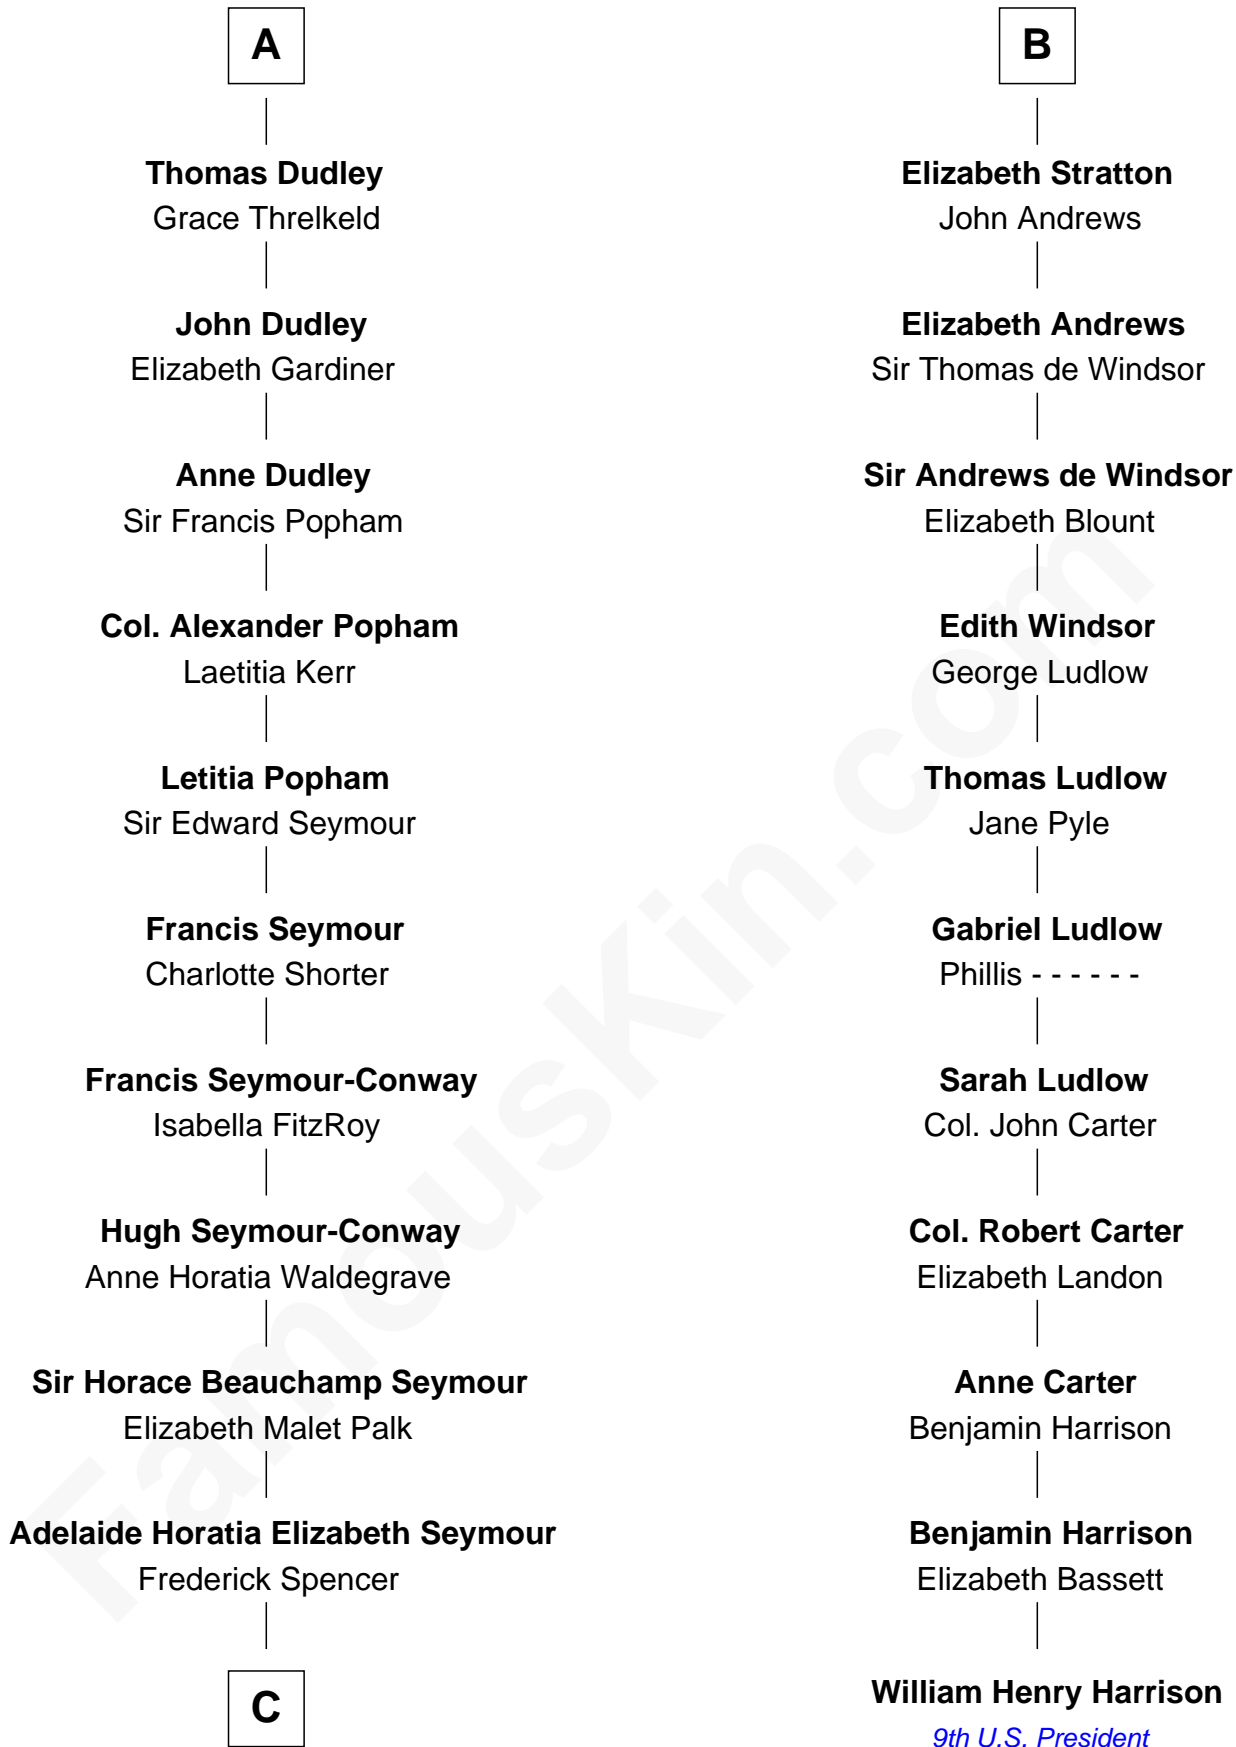 A
Thomas Dudley
Grace Threlkeld
John Dudley
Elizabeth Gardiner
Anne Dudley
Sir Francis Popham
Col. Alexander Popham
Laetitia Kerr
Letitia Popham
Sir Edward Seymour
Francis Seymour
Charlotte Shorter
Francis Seymour-Conway
Isabella FitzRoy
Hugh Seymour-Conway
Anne Horatia Waldegrave
Sir Horace Beauchamp Seymour
Elizabeth Malet Palk
Adelaide Horatia Elizabeth Seymour
Frederick Spencer
C
B
Elizabeth Stratton
John Andrews
Elizabeth Andrews
Sir Thomas de Windsor
Sir Andrews de Windsor
Elizabeth Blount
Edith Windsor
George Ludlow
Thomas Ludlow
Jane Pyle
Gabriel Ludlow
Phillis - - - - - -
Sarah Ludlow
Col. John Carter
Col. Robert Carter
Elizabeth Landon
Anne Carter
Benjamin Harrison
Benjamin Harrison
Elizabeth Bassett
William Henry Harrison
9th U.S. President
FamousKin.com